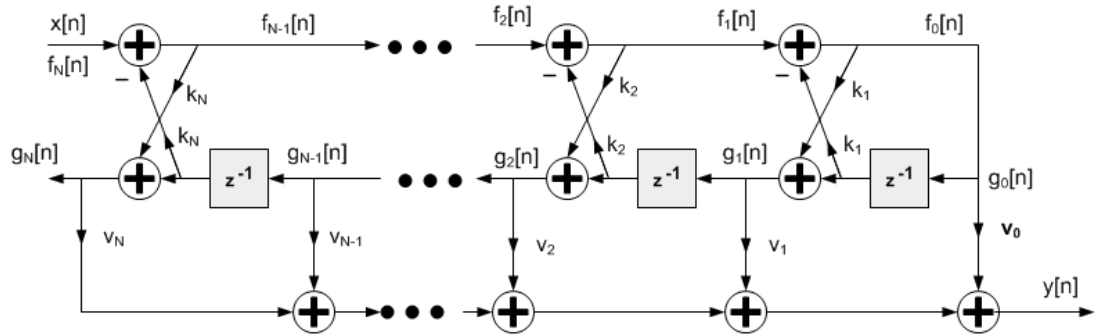 x[n] f_{N-1}[n] f_2[n] f_1[n] f_0[n]
f_N[n]
− − −
k_N k_2 k_1
k_N k_2 k_1
g_N[n] g_{N-1}[n] g_2[n] g_1[n] g_0[n]
z^{-1} z^{-1} z^{-1}
v_N v_{N-1} v_2 v_1 v_0
y[n]